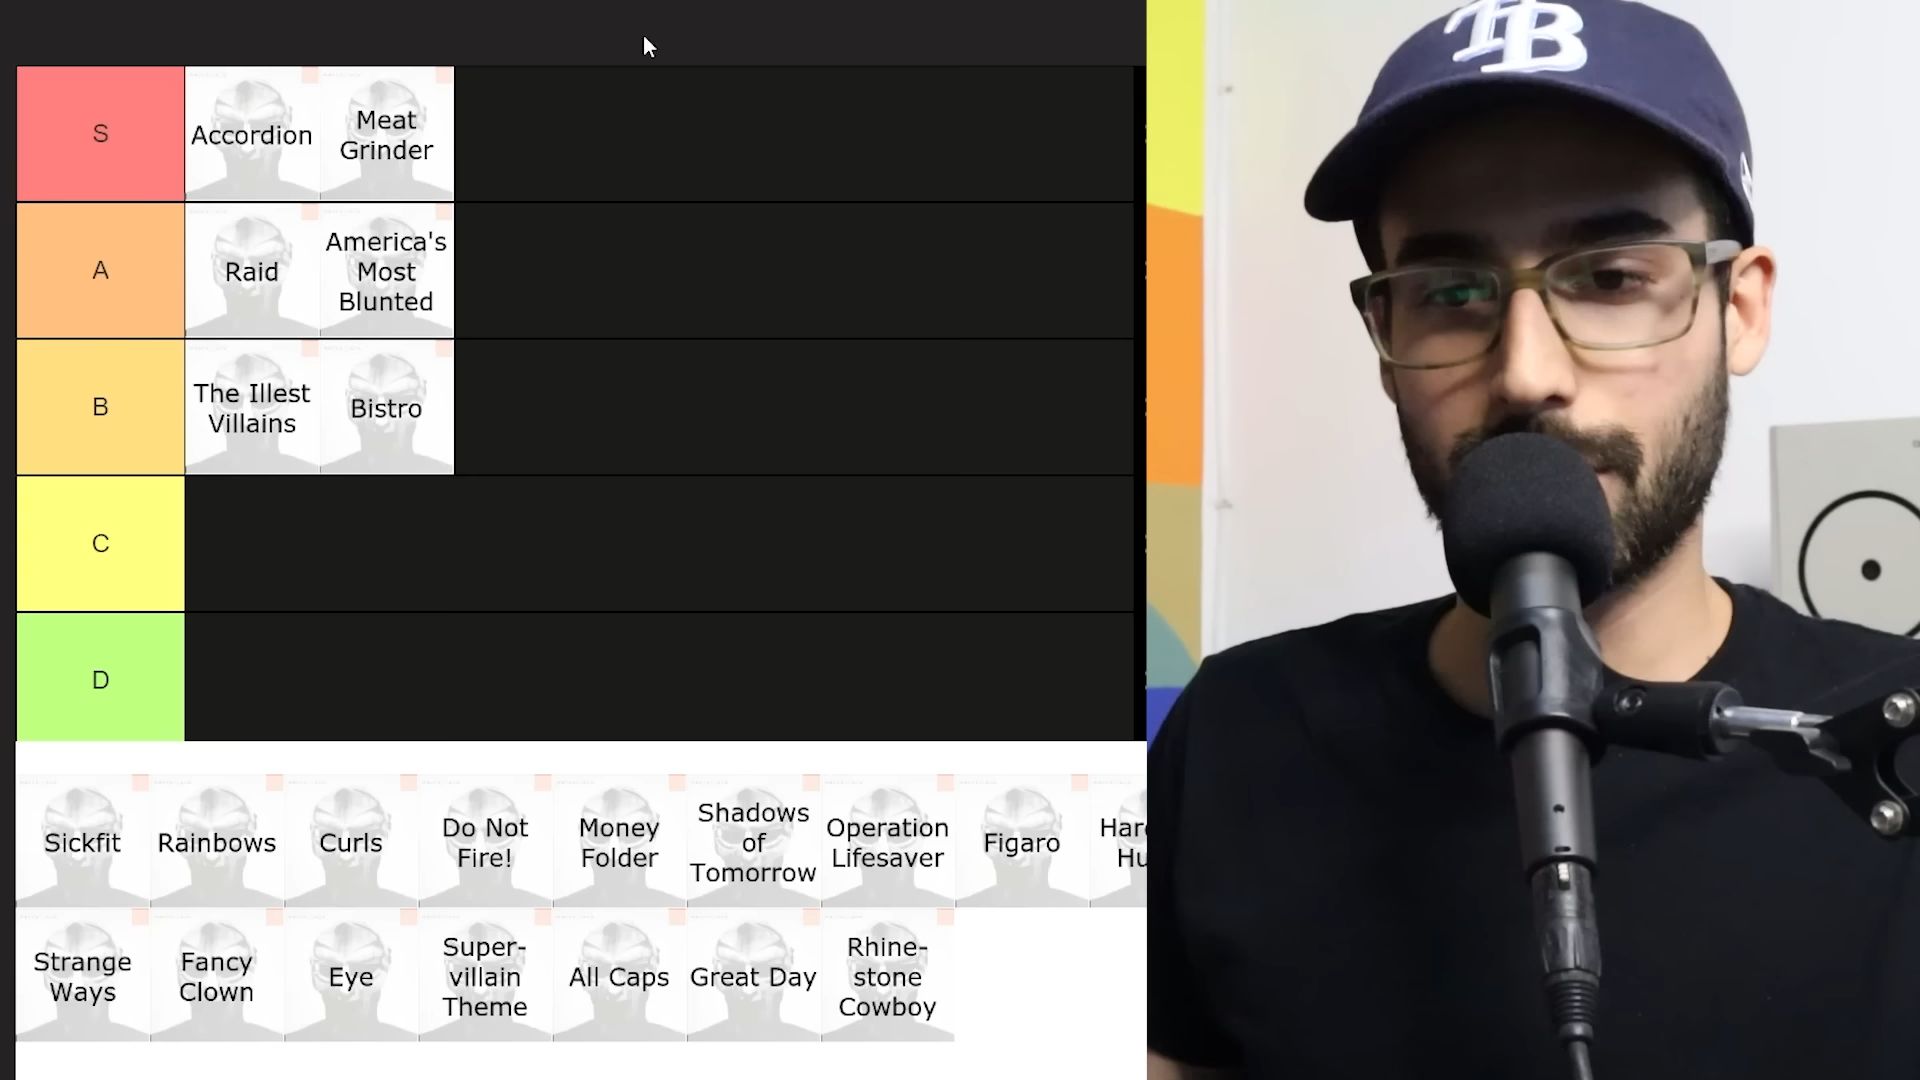 TB
S
Accordion
Meat
Grinder
A
Raid
America's
Most
Blunted
B
The Illest
Villains
Bistro
C
D
Sickfit
Rainbows
Curls
Do Not
Fire!
Money
Folder
Shadows
of
Tomorrow
Operation
Lifesaver
Figaro
Strange
Ways
Fancy
Clown
Eye
Super-
villain
Theme
All Caps
Great Day
Rhine-
stone
Cowboy